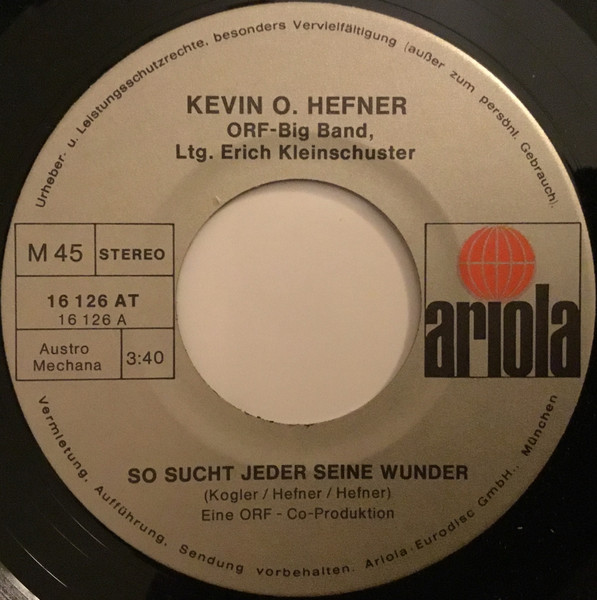 Urheber- u. Leistungsschutzrechte, besonders Vervielfältigung (außer zum persönl. Gebrauch),
KEVIN O. HEFNER
ORF-Big Band,
Ltg. Erich Kleinschuster
M 45
STEREO
16 126 AT
16 126 A
Austro
Mechana
3:40
ariola
SO SUCHT JEDER SEINE WUNDER
(Kogler / Hefner / Hefner)
Eine ORF - Co-Produktion
Vermietung, Aufführung, Sendung vorbehalten. Ariola-Eurodisc GmbH., München